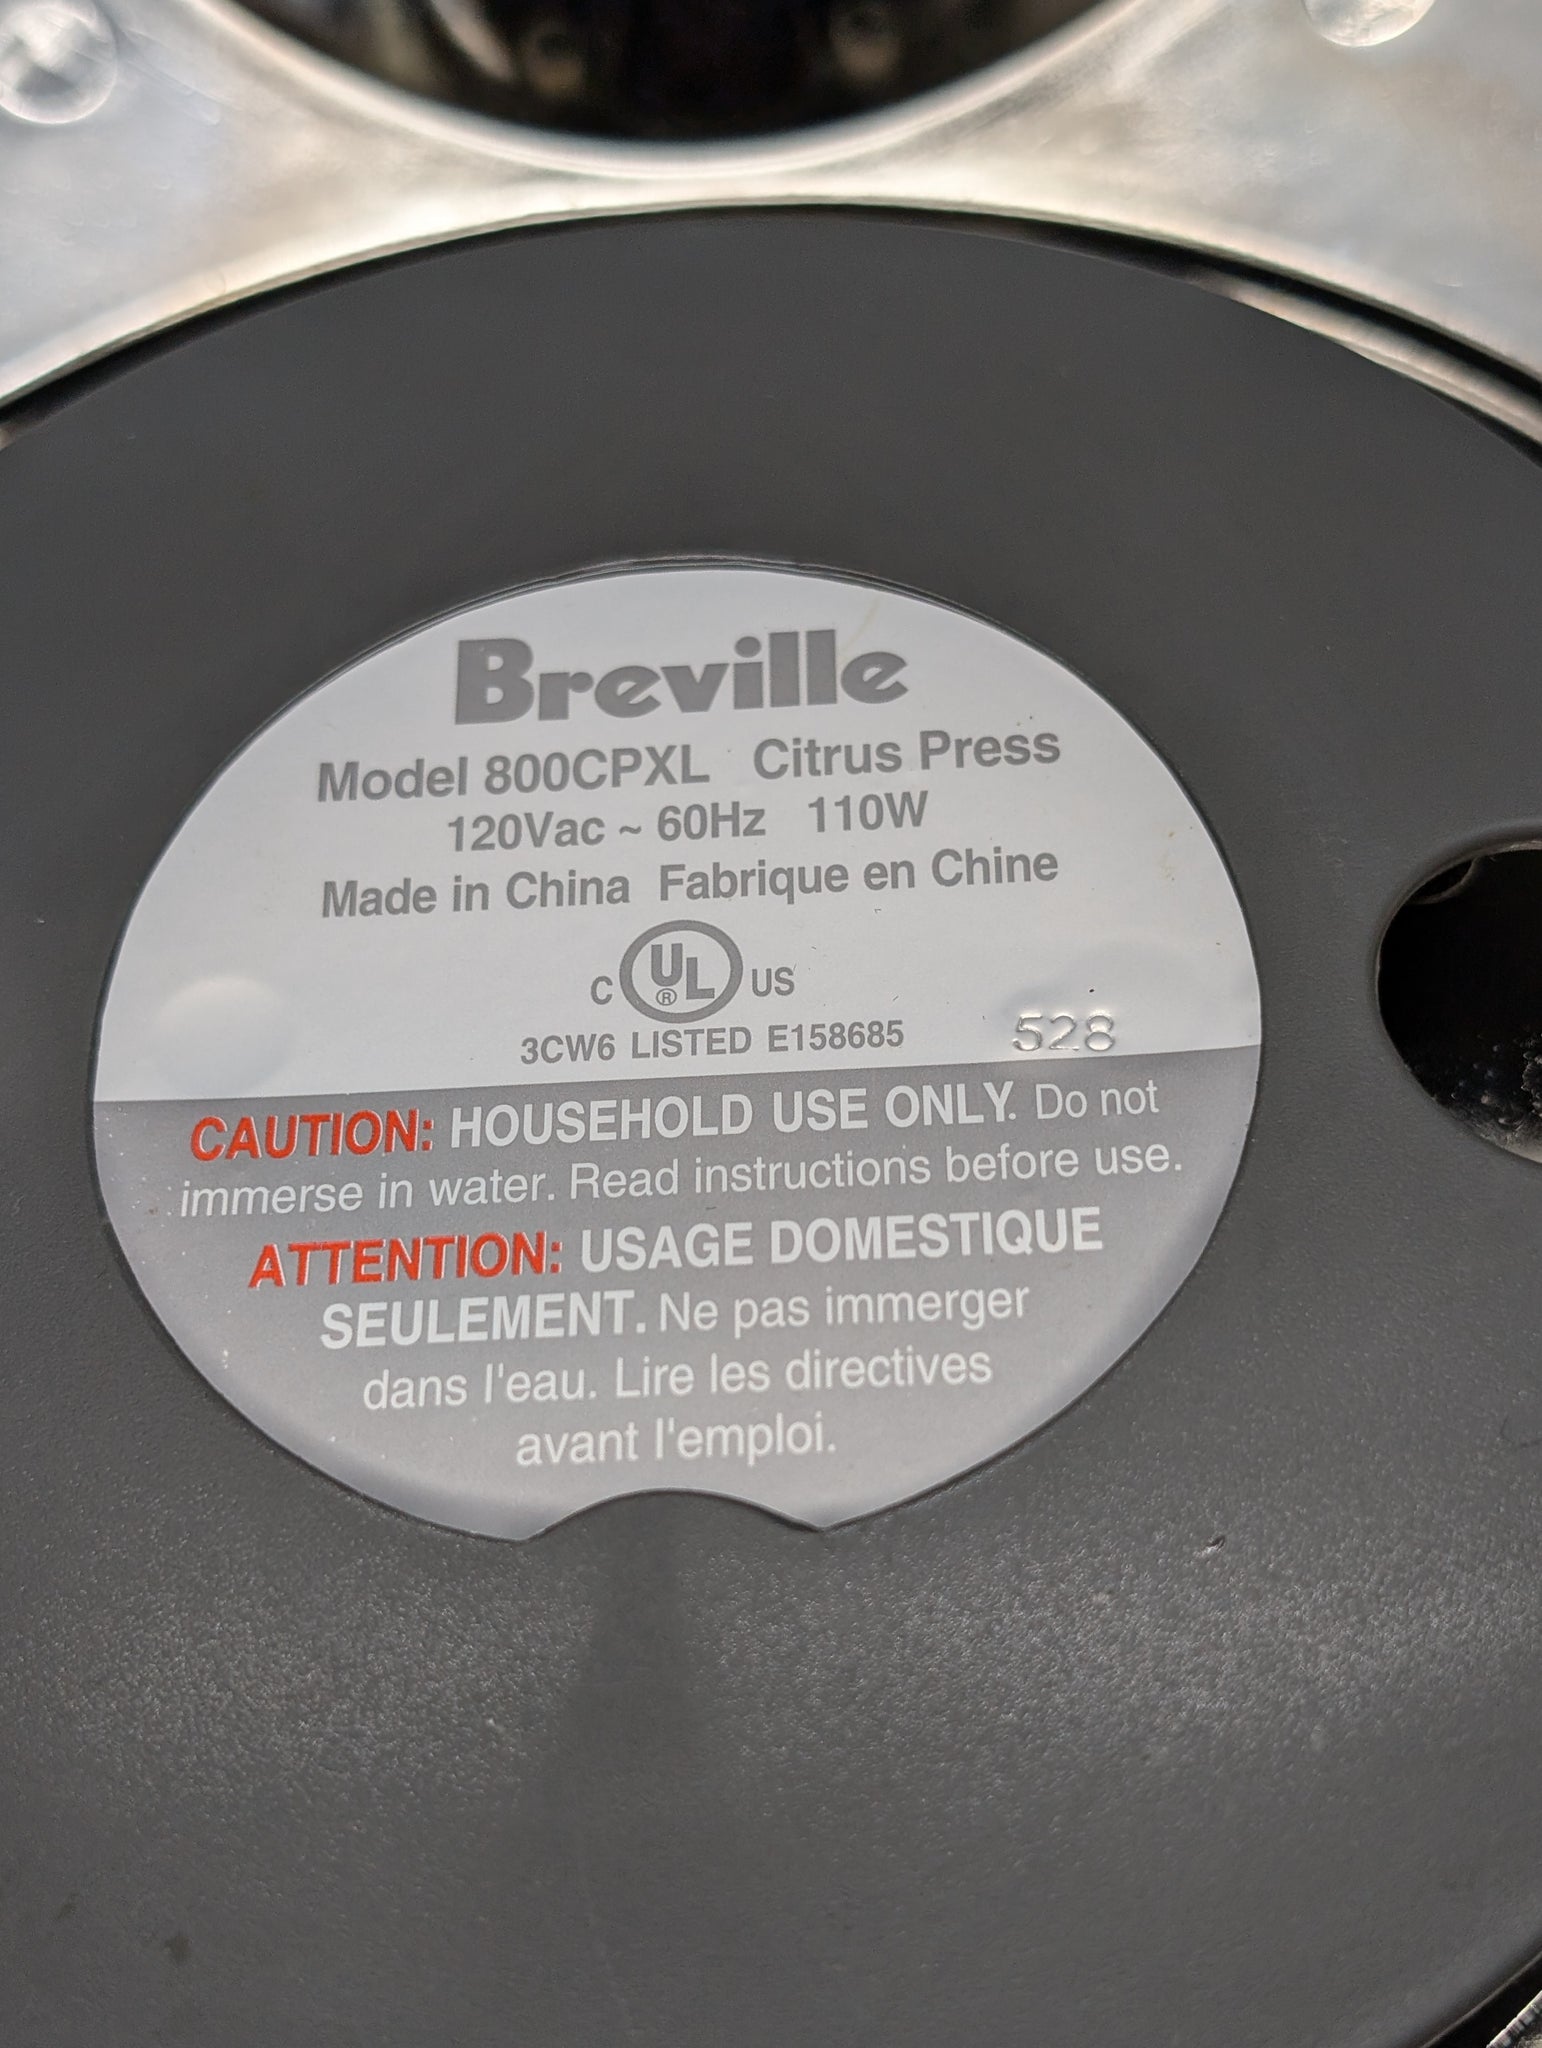 Breville
Model 800CPXL Citrus Press
120Vac ~ 60Hz 110W
Made in China Fabrique en Chine
C UL® US
3CW6 LISTED E158685 528
CAUTION: HOUSEHOLD USE ONLY. Do not
immerse in water. Read instructions before use.
ATTENTION: USAGE DOMESTIQUE
SEULEMENT. Ne pas immerger
dans l'eau. Lire les directives
avant l'emploi.